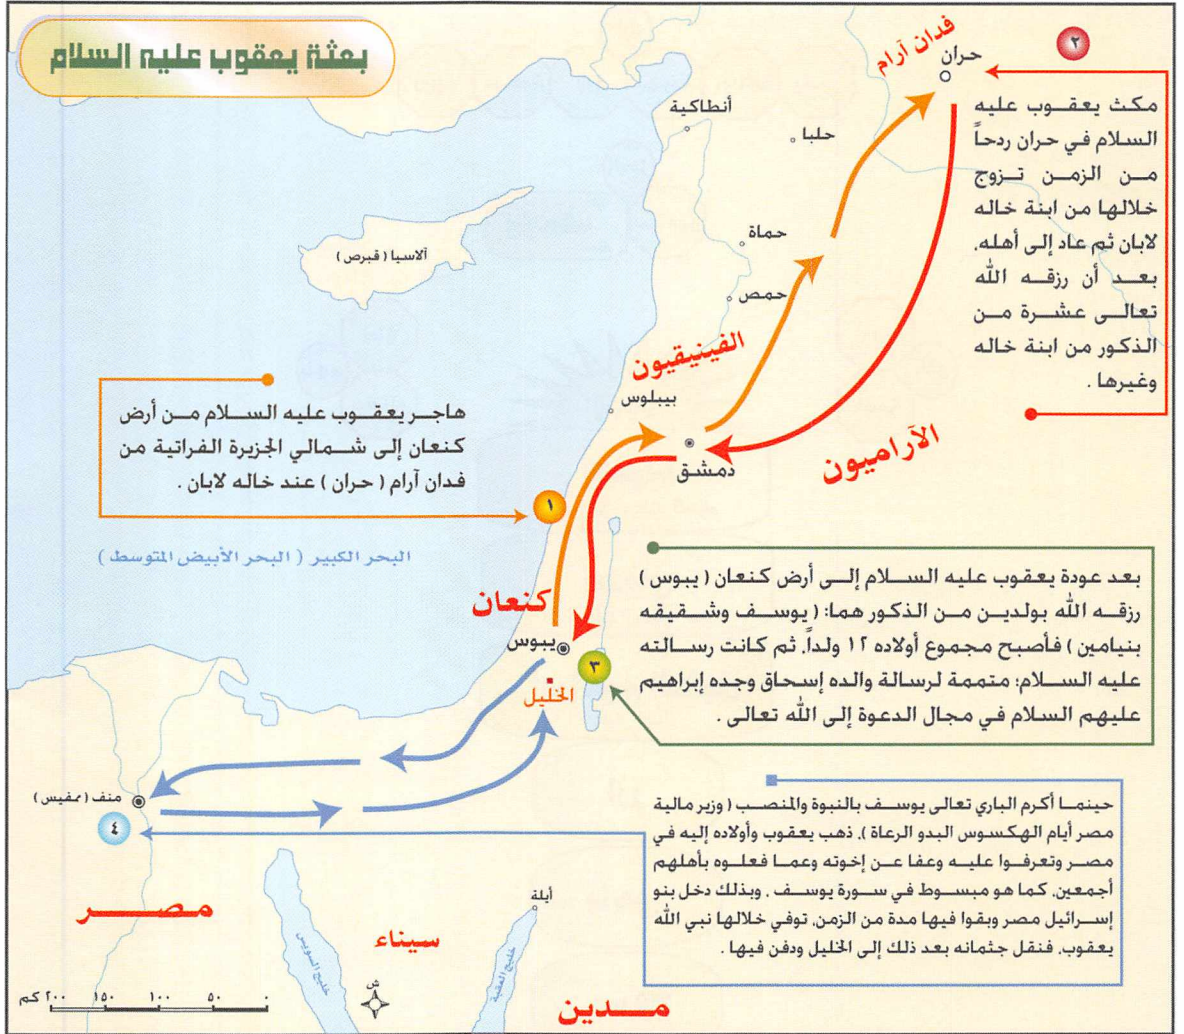 بعثة يعقوب عليه السلام
فدان آرام
حران
٢
مكث يعقوب عليه
السلام في حران ردحاً
من الزمن تزوج
خلالها من ابنة خاله
لابان ثم عاد إلى أهله،
بعد أن رزقه الله
تعالى عشرة من
الذكور من ابنة خاله
وغيرها .
أنطاكية
حلبا
حماة
حمص
آلاسيا ( قبرص )
الفينيقيون
بيبلوس
الآراميون
دمشق
هاجر يعقوب عليه السلام من أرض
كنعان إلى شمالي الجزيرة الفراتية من
فدان آرام ( حران ) عند خاله لابان .
١
البحر الكبير ( البحر الأبيض المتوسط )
كنعان
يبوس
٣
الخليل
بعد عودة يعقوب عليه السلام إلى أرض كنعان ( يبوس )
رزقه الله بولدين من الذكور هما: ( يوسف وشقيقه
بنيامين ) فأصبح مجموع أولاده ١٢ ولداً، ثم كانت رسالته
عليه السلام: متممة لرسالة والده إسحاق وجده إبراهيم
عليهم السلام في مجال الدعوة إلى الله تعالى .
منف ( ممفيس )
٤
حينما أكرم الباري تعالى يوسف بالنبوة والمنصب ( وزير مالية
مصر أيام الهكسوس البدو الرعاة )، ذهب يعقوب وأولاده إليه في
مصر وتعرفوا عليه وعفا عن إخوته وعما فعلوه بأهلهم
أجمعين، كما هو مبسوط في سورة يوسف ، وبذلك دخل بنو
إسرائيل مصر وبقوا فيها مدة من الزمن، توفي خلالها نبي الله
يعقوب، فنقل جثمانه بعد ذلك إلى الخليل ودفن فيها .
مصر
سيناء
أيلة
خليج السويس
خليج العقبة
مدين
ش
٠ ٥٠ ١٠٠ ١٥٠ ٢٠٠ كم